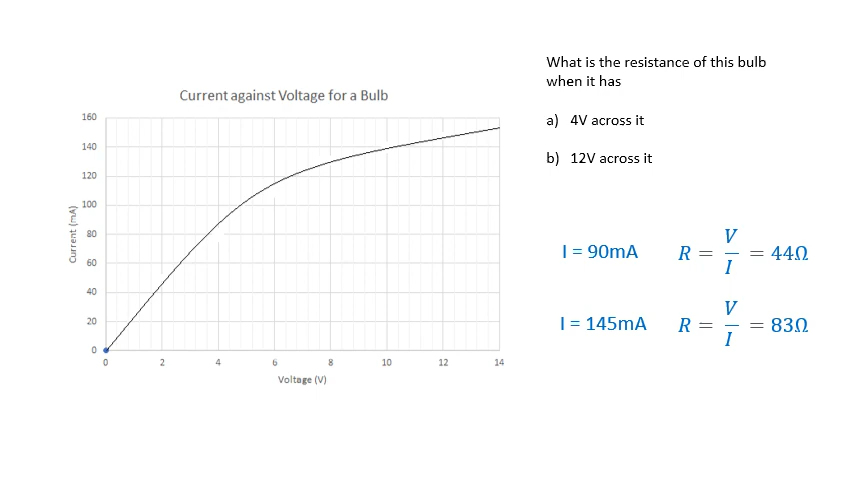 What is the resistance of this bulb
when it has
a) 4V across it
b) 12V across it
Current against Voltage for a Bulb
Current (mA)
160
140
120
100
80
60
40
20
0
0 2 4 6 8 10 12 14
Voltage (V)
I = 90mA R = V/I = 44Ω
I = 145mA R = V/I = 83Ω